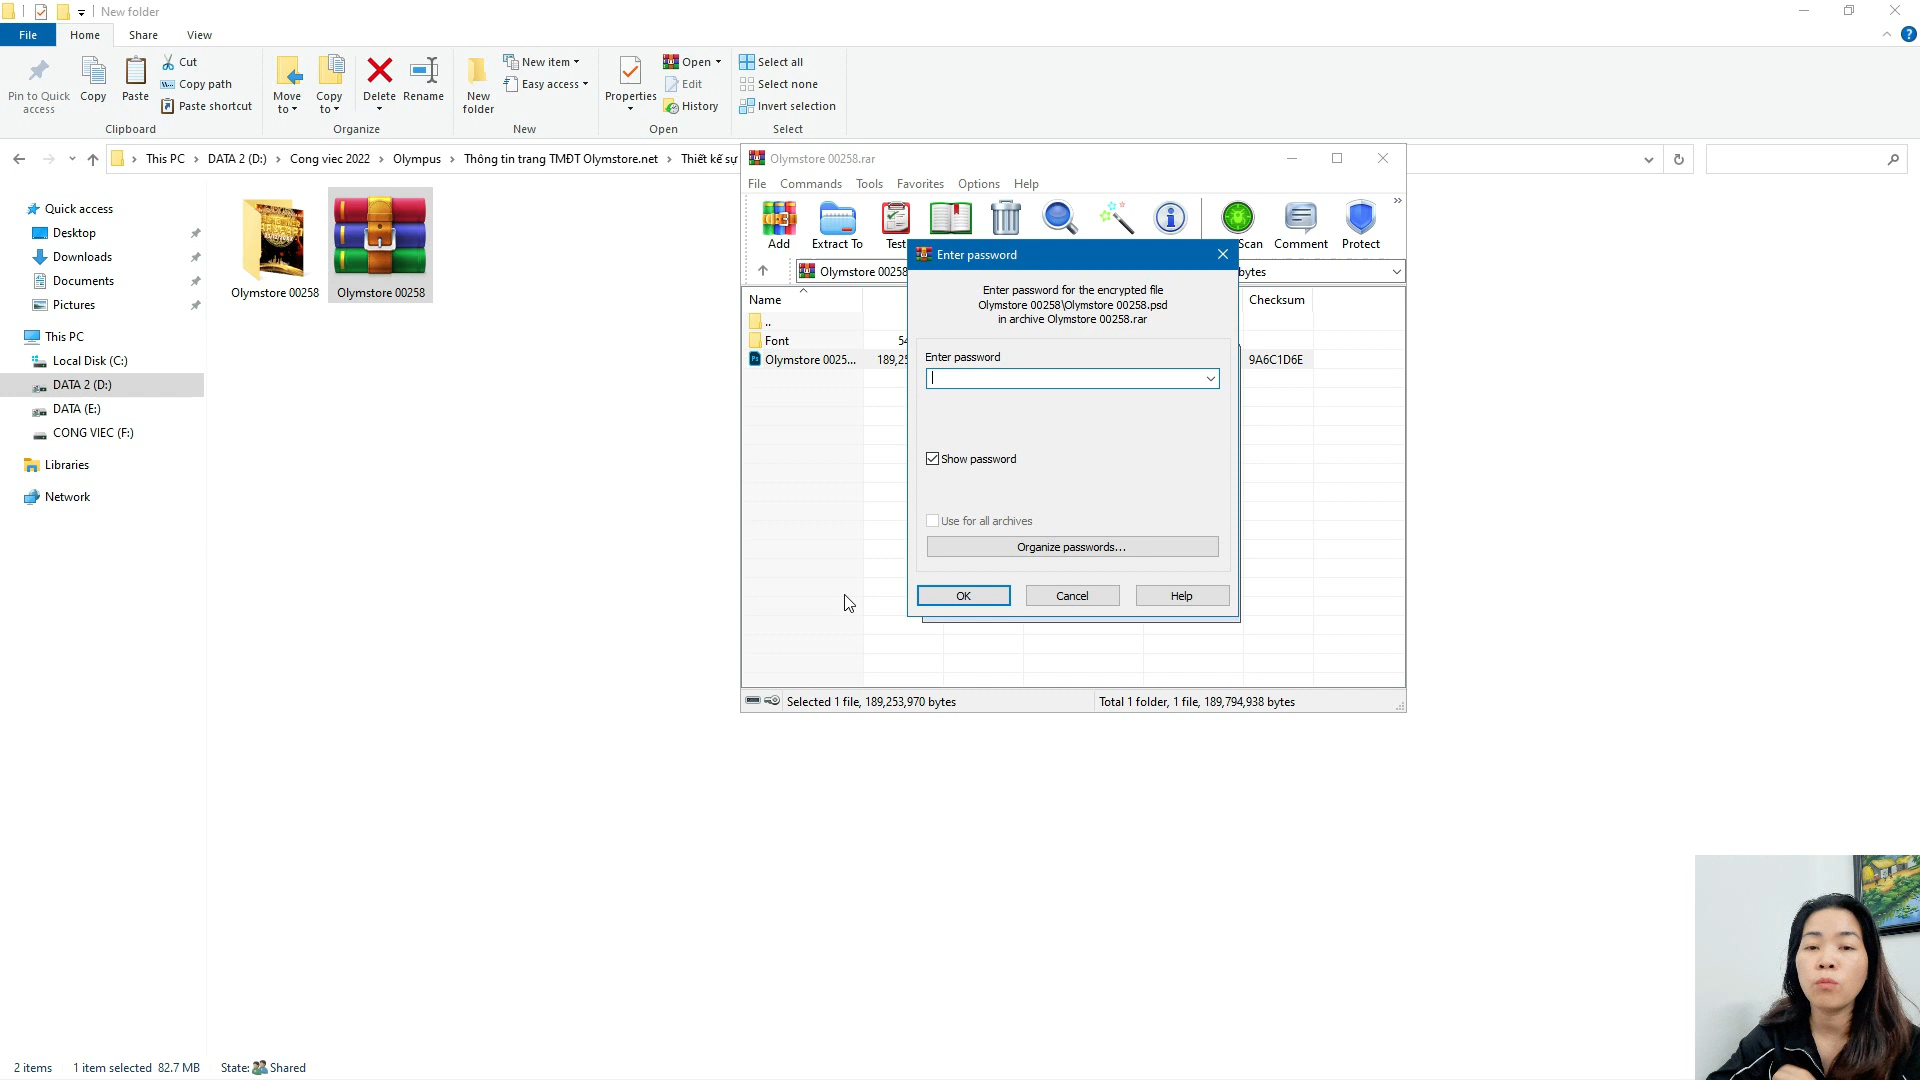 New folder
File Home Share View
Pin to Quick access
Copy
Paste
Cut
Copy path
Paste shortcut
Clipboard
Move to
Copy to
Delete
Rename
Organize
New folder
New item
Easy access
New
Properties
Open
Edit
History
Open
Select all
Select none
Invert selection
Select
This PC › DATA 2 (D:) › Cong viec 2022 › Olympus › Thông tin trang TMĐT Olymstore.net › Thiết kế sự
Quick access
Desktop
Downloads
Documents
Pictures
This PC
Local Disk (C:)
DATA 2 (D:)
DATA (E:)
CONG VIEC (F:)
Libraries
Network
Olymstore 00258
Olymstore 00258
Olymstore 00258.rar
File Commands Tools Favorites Options Help
Add Extract To Test Scan Comment Protect
Olymstore 00258 bytes
Name Checksum
..
Font 54
Olymstore 0025... 189,25 9A6C1D6E
Enter password
Enter password for the encrypted file
Olymstore 00258\Olymstore 00258.psd
in archive Olymstore 00258.rar
Enter password
Show password
Use for all archives
Organize passwords...
OK Cancel Help
Selected 1 file, 189,253,970 bytes
Total 1 folder, 1 file, 189,794,938 bytes
2 items 1 item selected 82.7 MB State: Shared